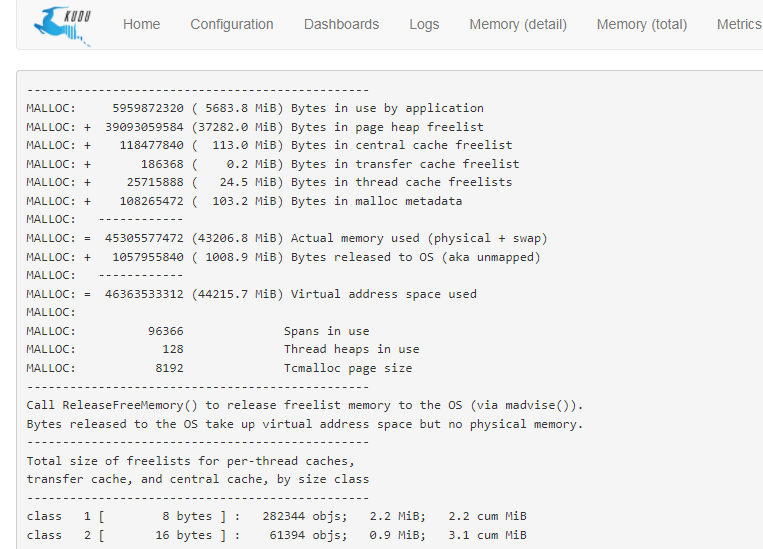 KUDU
Home Configuration Dashboards Logs Memory (detail) Memory (total) Metrics
------------------------------------------------
MALLOC:     5959872320 ( 5683.8 MiB) Bytes in use by application
MALLOC: +  39093059584 (37282.0 MiB) Bytes in page heap freelist
MALLOC: +    118477840 (  113.0 MiB) Bytes in central cache freelist
MALLOC: +       186368 (    0.2 MiB) Bytes in transfer cache freelist
MALLOC: +     25715888 (   24.5 MiB) Bytes in thread cache freelists
MALLOC: +    108265472 (  103.2 MiB) Bytes in malloc metadata
MALLOC:   ------------
MALLOC: =  45305577472 (43206.8 MiB) Actual memory used (physical + swap)
MALLOC: +   1057955840 ( 1008.9 MiB) Bytes released to OS (aka unmapped)
MALLOC:   ------------
MALLOC: =  46363533312 (44215.7 MiB) Virtual address space used
MALLOC:
MALLOC:          96366              Spans in use
MALLOC:            128              Thread heaps in use
MALLOC:           8192              Tcmalloc page size
------------------------------------------------
Call ReleaseFreeMemory() to release freelist memory to the OS (via madvise()).
Bytes released to the OS take up virtual address space but no physical memory.
------------------------------------------------
Total size of freelists for per-thread caches,
transfer cache, and central cache, by size class
------------------------------------------------
class   1 [        8 bytes ] :   282344 objs;   2.2 MiB;   2.2 cum MiB
class   2 [       16 bytes ] :    61394 objs;   0.9 MiB;   3.1 cum MiB